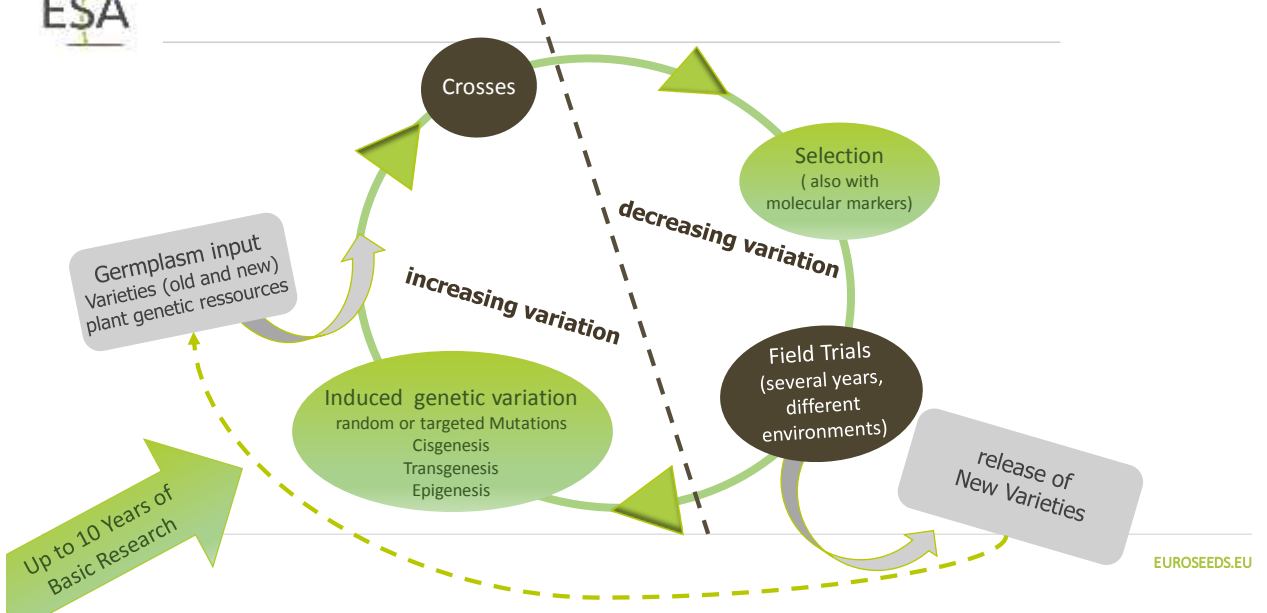 ESA
Crosses
Selection
( also with
molecular markers)
decreasing variation
increasing variation
Germplasm input
Varieties (old and new)
plant genetic ressources
Field Trials
(several years,
different
environments)
Induced genetic variation
random or targeted Mutations
Cisgenesis
Transgenesis
Epigenesis
release of
New Varieties
Up to 10 Years of
Basic Research
EUROSEEDS.EU